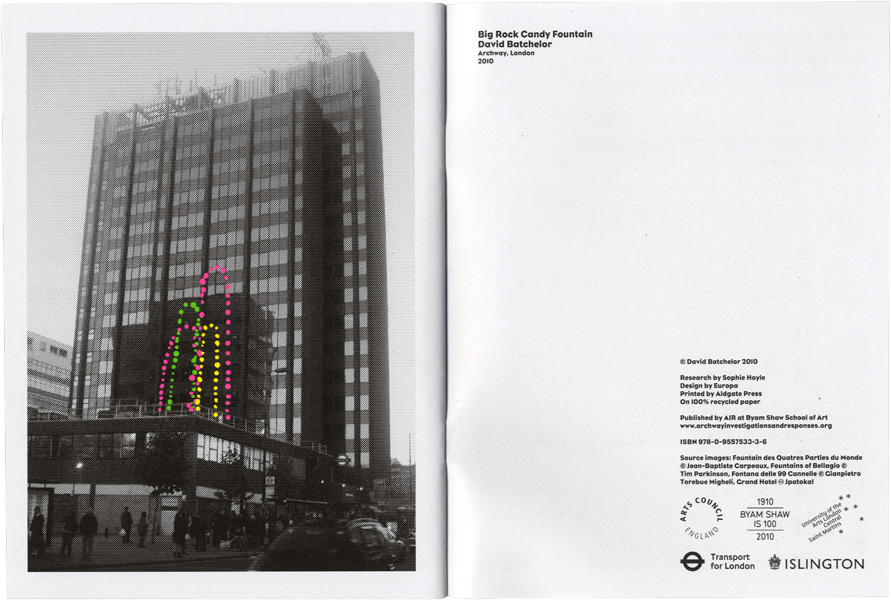 Big Rock Candy Fountain
David Batchelor
Archway, London
2010
© David Batchelor 2010
Research by Sophie Hoyle
Design by Europa
Printed by Aldgate Press
On 100% recycled paper
Published by AIR at Byam Shaw School of Art
www.archwayinvestigationsandresponses.org
ISBN 978-0-9557533-3-6
Source images: Fountain des Quatres Parties du Monde
© Jean-Baptiste Carpeaux, Fountains of Bellagio ©
Tim Parkinson, Fontana delle 99 Cannelle © Gianpietro
Torebue Migheli, Grand Hotel Jpatokal
ARTS COUNCIL
ENGLAND
1910
BYAM SHAW
IS 100
2010
University of the
Arts London
Central
Saint Martins
Transport
for London
ISLINGTON